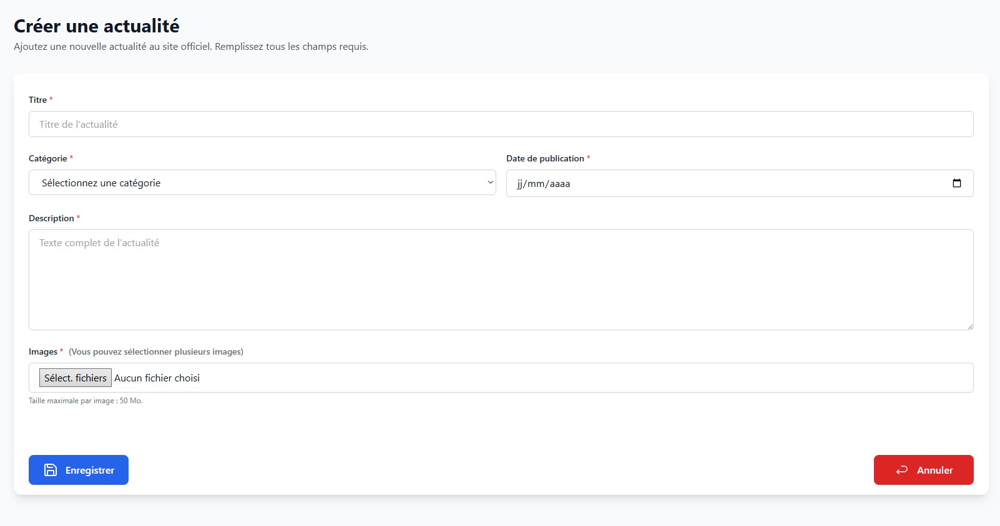 Créer une actualité
Ajoutez une nouvelle actualité au site officiel. Remplissez tous les champs requis.
Titre *
Titre de l'actualité
Catégorie *
Date de publication *
Sélectionnez une catégorie
jj/mm/aaaa
Description *
Texte complet de l'actualité
Images * (Vous pouvez sélectionner plusieurs images)
Sélect. fichiers Aucun fichier choisi
Taille maximale par image : 50 Mo.
Enregistrer
Annuler